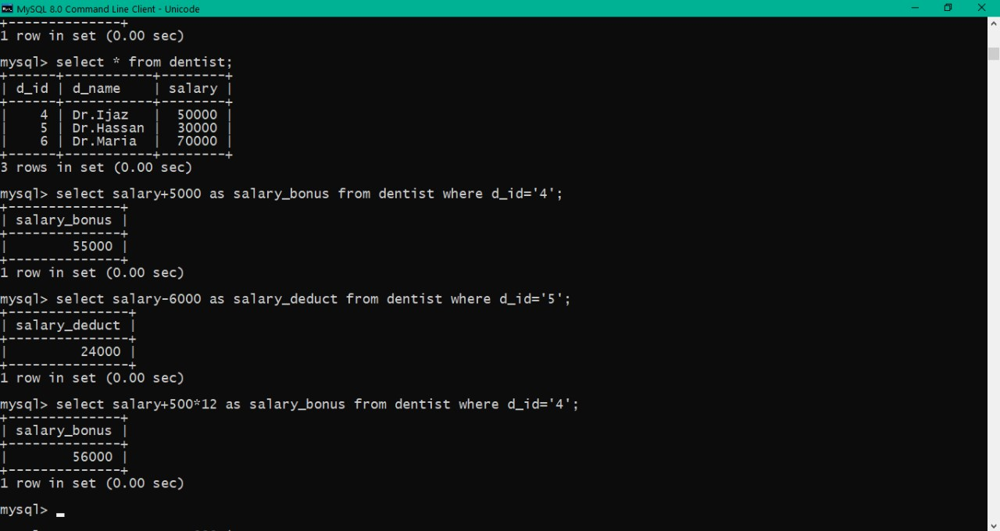 MySQL 8.0 Command Line Client - Unicode
+--------------+
1 row in set (0.00 sec)
mysql> select * from dentist;
+------+-----------+--------+
| d_id | d_name    | salary |
+------+-----------+--------+
|    4 | Dr.Ijaz   |  50000 |
|    5 | Dr.Hassan |  30000 |
|    6 | Dr.Maria  |  70000 |
+------+-----------+--------+
3 rows in set (0.00 sec)
mysql> select salary+5000 as salary_bonus from dentist where d_id='4';
+--------------+
| salary_bonus |
+--------------+
|        55000 |
+--------------+
1 row in set (0.00 sec)
mysql> select salary-6000 as salary_deduct from dentist where d_id='5';
+---------------+
| salary_deduct |
+---------------+
|         24000 |
+---------------+
1 row in set (0.00 sec)
mysql> select salary+500*12 as salary_bonus from dentist where d_id='4';
+--------------+
| salary_bonus |
+--------------+
|        56000 |
+--------------+
1 row in set (0.00 sec)
mysql>